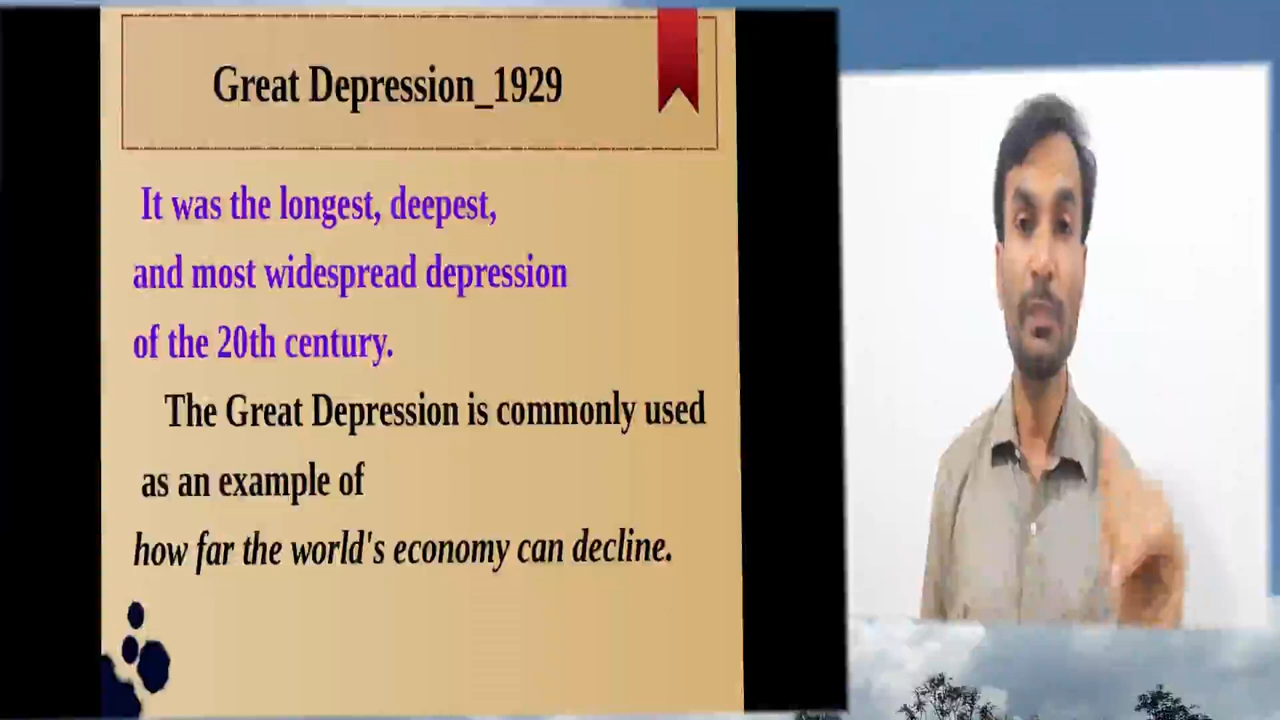 Great Depression_1929
It was the longest, deepest,
and most widespread depression
of the 20th century.
The Great Depression is commonly used
as an example of
how far the world's economy can decline.